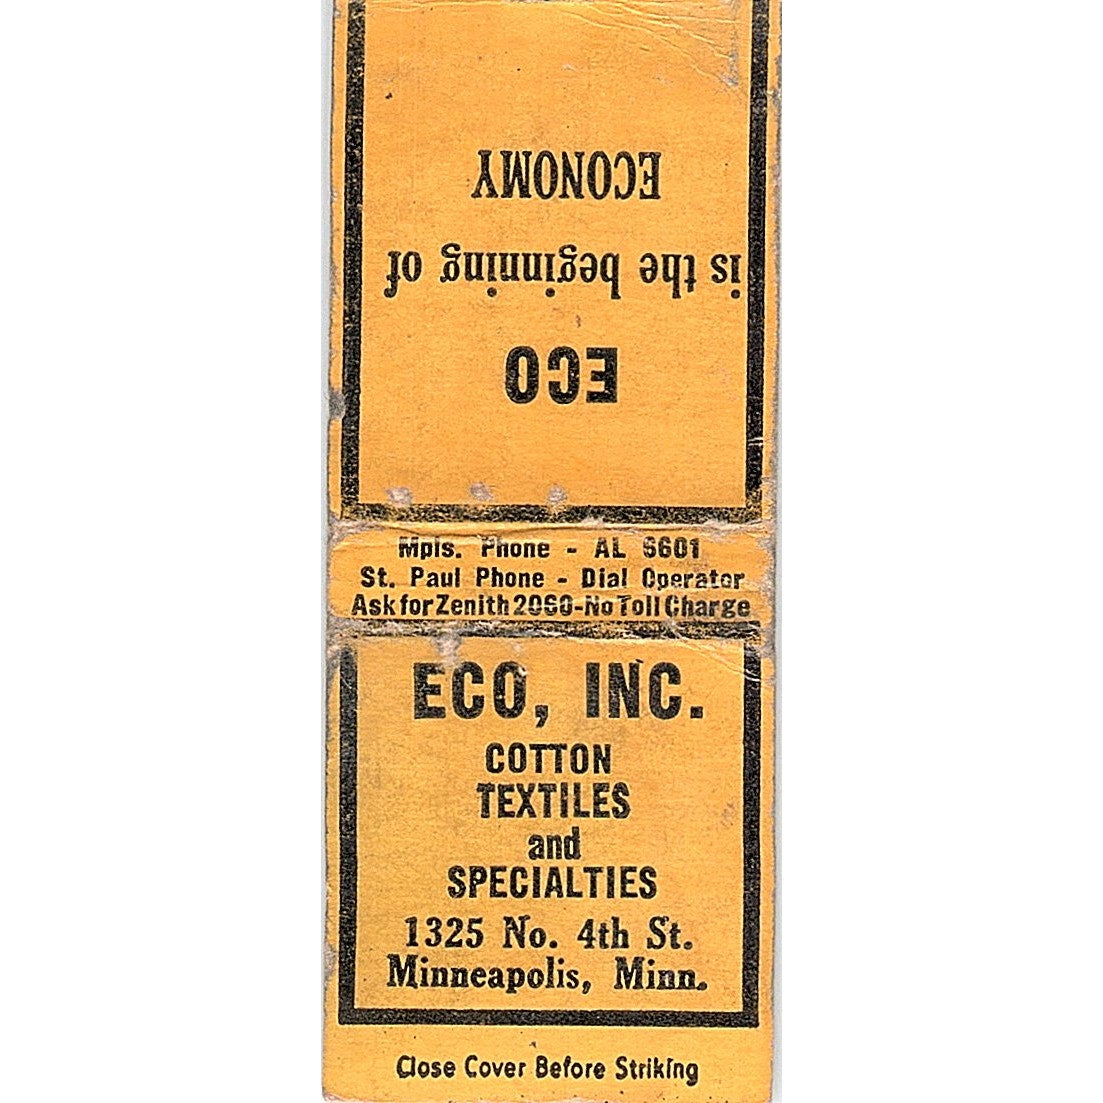 ECO
is the beginning of
ECONOMY
Mpls. Phone - AL 6601
St. Paul Phone - Dial Operator
Ask for Zenith 2060-No Toll Charge
ECO, INC.
COTTON
TEXTILES
and
SPECIALTIES
1325 No. 4th St.
Minneapolis, Minn.
Close Cover Before Striking